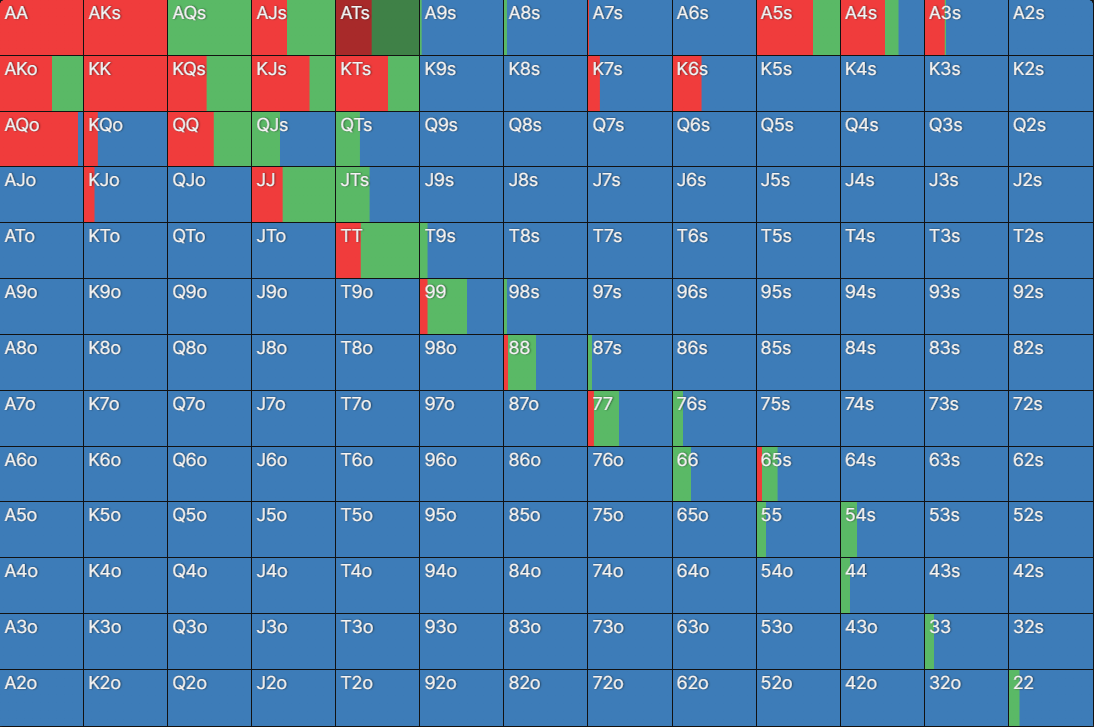 AA AKs AQs AJs ATs A9s A8s A7s A6s A5s A4s A3s A2s
AKo KK KQs KJs KTs K9s K8s K7s K6s K5s K4s K3s K2s
AQo KQo QQ QJs QTs Q9s Q8s Q7s Q6s Q5s Q4s Q3s Q2s
AJo KJo QJo JJ JTs J9s J8s J7s J6s J5s J4s J3s J2s
ATo KTo QTo JTo TT T9s T8s T7s T6s T5s T4s T3s T2s
A9o K9o Q9o J9o T9o 99 98s 97s 96s 95s 94s 93s 92s
A8o K8o Q8o J8o T8o 98o 88 87s 86s 85s 84s 83s 82s
A7o K7o Q7o J7o T7o 97o 87o 77 76s 75s 74s 73s 72s
A6o K6o Q6o J6o T6o 96o 86o 76o 66 65s 64s 63s 62s
A5o K5o Q5o J5o T5o 95o 85o 75o 65o 55 54s 53s 52s
A4o K4o Q4o J4o T4o 94o 84o 74o 64o 54o 44 43s 42s
A3o K3o Q3o J3o T3o 93o 83o 73o 63o 53o 43o 33 32s
A2o K2o Q2o J2o T2o 92o 82o 72o 62o 52o 42o 32o 22